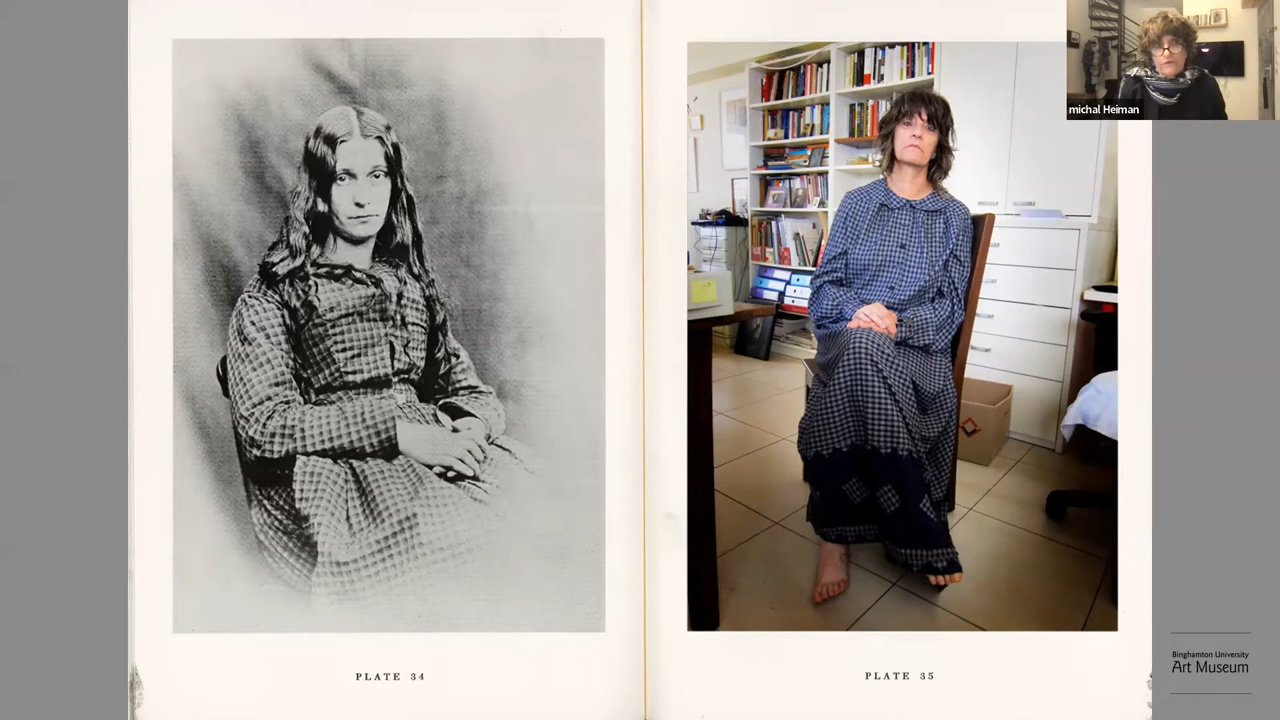 michal Heiman
PLATE 34
PLATE 35
Binghamton University
Art Museum